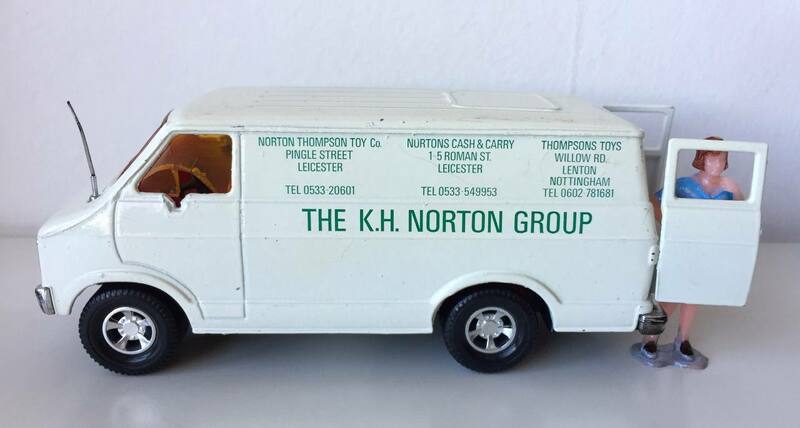 NORTON THOMPSON TOY Co.
PINGLE STREET
LEICESTER
TEL 0533-20601
NORTONS CASH & CARRY
1-5 ROMAN ST.
LEICESTER
TEL 0533-549953
THOMPSONS TOYS
WILLOW RD.
LENTON
NOTTINGHAM
TEL 0602 781681
THE K.H. NORTON GROUP